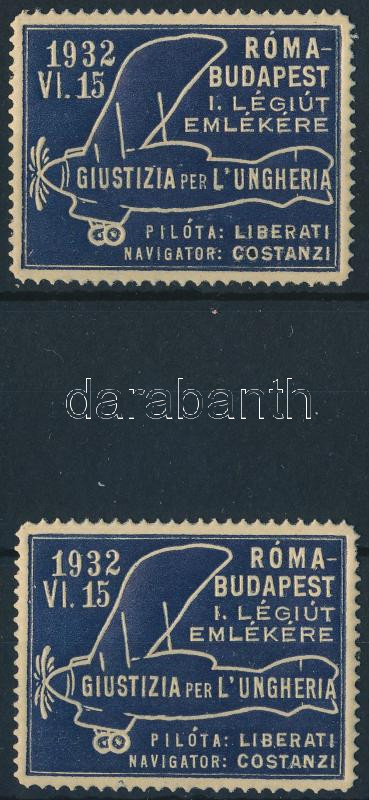 1932
VI.15
RÓMA-
BUDAPEST
I. LÉGIÚT
EMLÉKÉRE
GIUSTIZIA PER L'UNGHERIA
PILÓTA: LIBERATI
NAVIGATOR: COSTANZI
darabanth
1932
VI.15
RÓMA-
BUDAPEST
I. LÉGIÚT
EMLÉKÉRE
GIUSTIZIA PER L'UNGHERIA
PILÓTA: LIBERATI
NAVIGATOR: COSTANZI